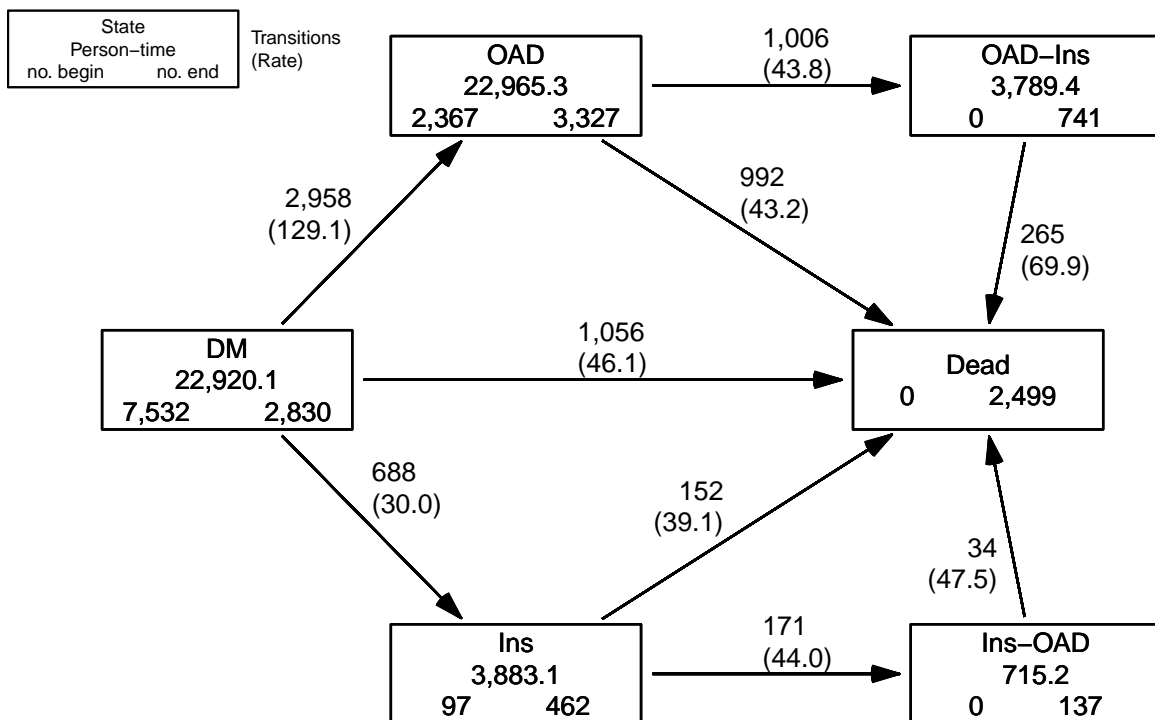 State
Person−time
no. begin no. end
Transitions
(Rate)
OAD
22,965.3
2,367 3,327
1,006
(43.8)
OAD−Ins
3,789.4
0 741
2,958
(129.1)
992
(43.2)
265
(69.9)
DM
22,920.1
7,532 2,830
1,056
(46.1)
Dead
0 2,499
688
(30.0)
152
(39.1)
34
(47.5)
Ins
3,883.1
97 462
171
(44.0)
Ins−OAD
715.2
0 137